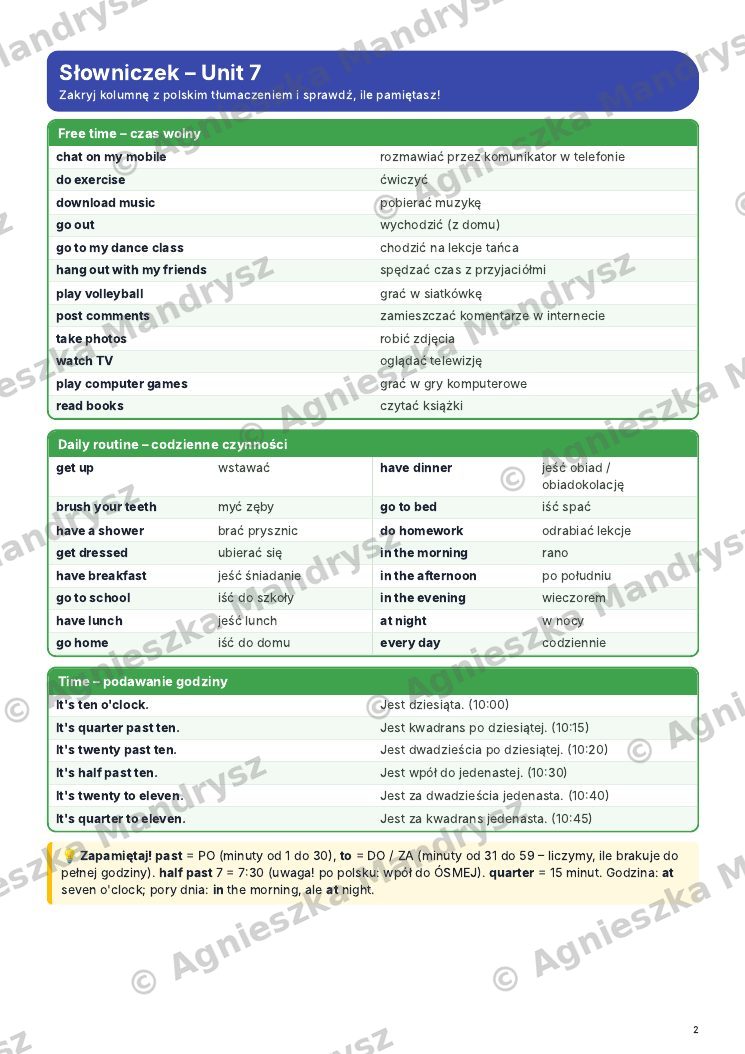 Słowniczek – Unit 7
Zakryj kolumnę z polskim tłumaczeniem i sprawdź, ile pamiętasz!
Free time – czas wolny
chat on my mobile rozmawiać przez komunikator w telefonie
do exercise ćwiczyć
download music pobierać muzykę
go out wychodzić (z domu)
go to my dance class chodzić na lekcje tańca
hang out with my friends spędzać czas z przyjaciółmi
play volleyball grać w siatkówkę
post comments zamieszczać komentarze w internecie
take photos robić zdjęcia
watch TV oglądać telewizję
play computer games grać w gry komputerowe
read books czytać książki
Daily routine – codzienne czynności
get up wstawać have dinner jeść obiad /
obiadokolację
brush your teeth myć zęby go to bed iść spać
have a shower brać prysznic do homework odrabiać lekcje
get dressed ubierać się in the morning rano
have breakfast jeść śniadanie in the afternoon po południu
go to school iść do szkoły in the evening wieczorem
have lunch jeść lunch at night w nocy
go home iść do domu every day codziennie
Time – podawanie godziny
It's ten o'clock. Jest dziesiąta. (10:00)
It's quarter past ten. Jest kwadrans po dziesiątej. (10:15)
It's twenty past ten. Jest dwadzieścia po dziesiątej. (10:20)
It's half past ten. Jest wpół do jedenastej. (10:30)
It's twenty to eleven. Jest za dwadzieścia jedenasta. (10:40)
It's quarter to eleven. Jest za kwadrans jedenasta. (10:45)
💡 Zapamiętaj! past = PO (minuty od 1 do 30), to = DO / ZA (minuty od 31 do 59 – liczymy, ile brakuje do
pełnej godziny). half past 7 = 7:30 (uwaga! po polsku: wpół do ÓSMEJ). quarter = 15 minut. Godzina: at
seven o'clock; pory dnia: in the morning, ale at night.
© Agnieszka Mandrysz
2